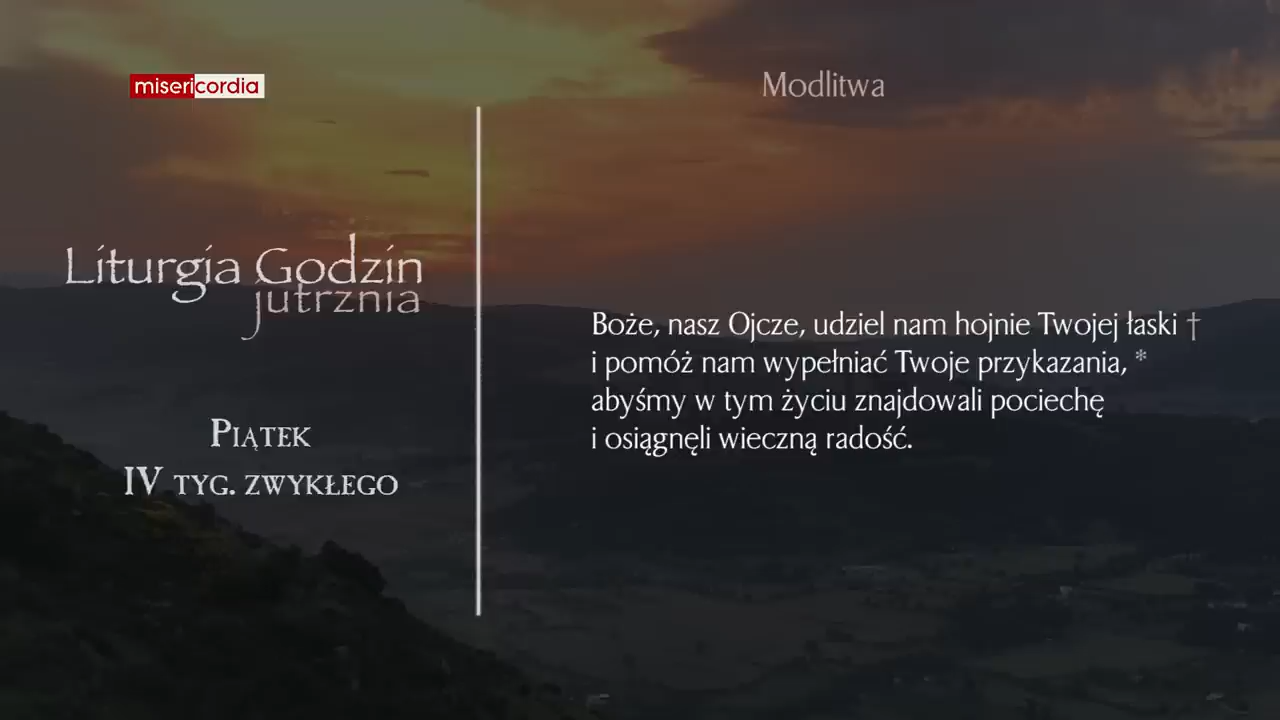 misericordia
Modlitwa
Liturgia Godzin
jutrznia
Piątek
IV tyg. zwykłego
Boże, nasz Ojcze, udziel nam hojnie Twojej łaski †
i pomóż nam wypełniać Twoje przykazania, *
abyśmy w tym życiu znajdowali pociechę
i osiągnęli wieczną radość.